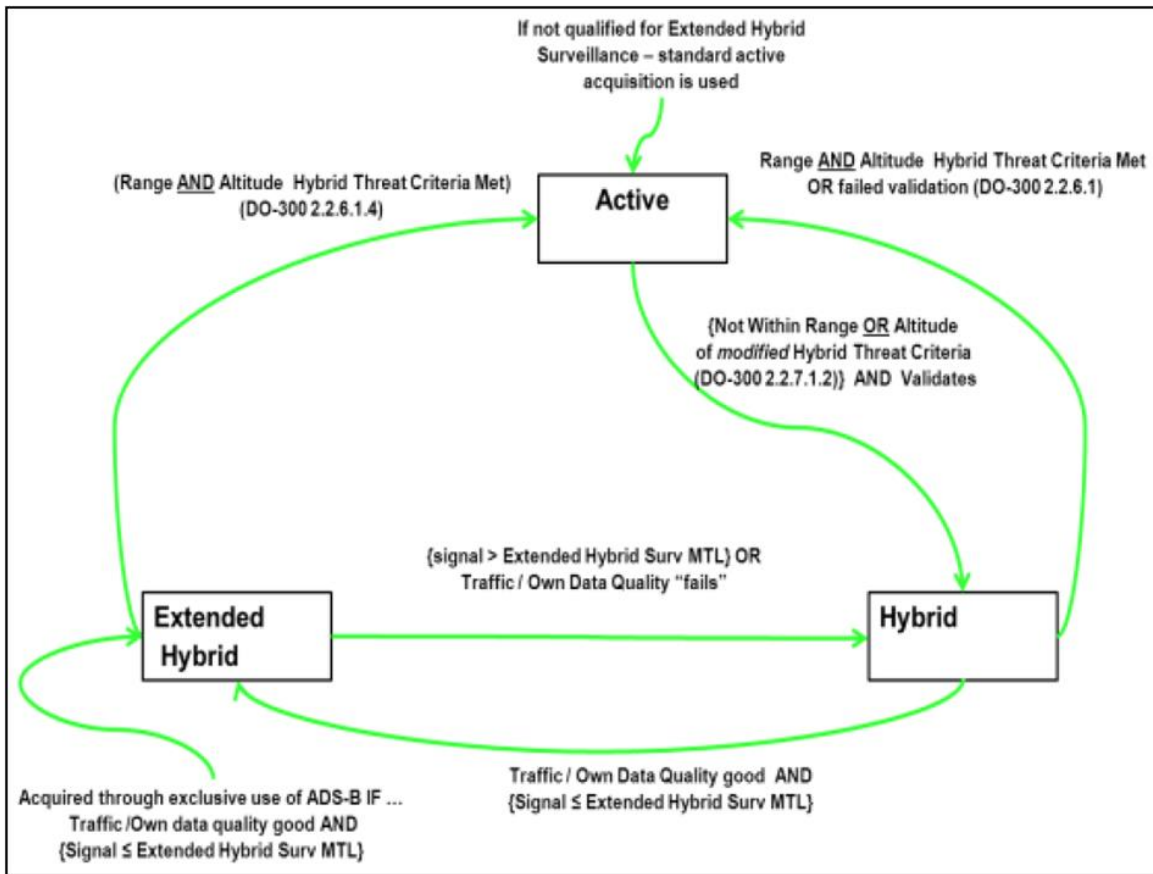 If not qualified for Extended Hybrid
Surveillance – standard active
acquisition is used
(Range AND Altitude Hybrid Threat Criteria Met)
(DO-300 2.2.6.1.4)
Range AND Altitude Hybrid Threat Criteria Met
OR failed validation (DO-300 2.2.6.1)
Active
{Not Within Range OR Altitude
of modified Hybrid Threat Criteria
(DO-300 2.2.7.1.2)} AND Validates
{signal > Extended Hybrid Surv MTL} OR
Traffic / Own Data Quality “fails”
Extended
Hybrid
Hybrid
Traffic / Own Data Quality good AND
{Signal ≤ Extended Hybrid Surv MTL}
Acquired through exclusive use of ADS-B IF ...
Traffic /Own data quality good AND
{Signal ≤ Extended Hybrid Surv MTL}